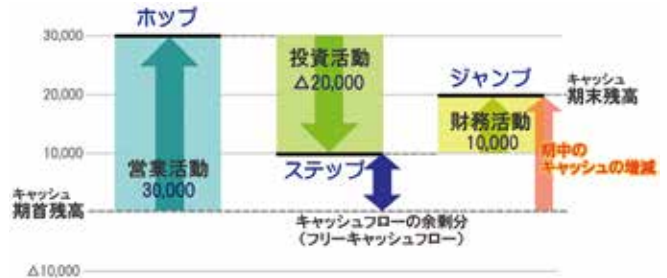 ホップ
30,000
投資活動
△20,000
ジャンプ
キャッシュ
期末残高
20,000
財務活動
10,000
期中の
キャッシュの増減
10,000
営業活動
30,000
ステップ
キャッシュ
期首残高
キャッシュフローの余剰分
(フリーキャッシュフロー)
△10,000